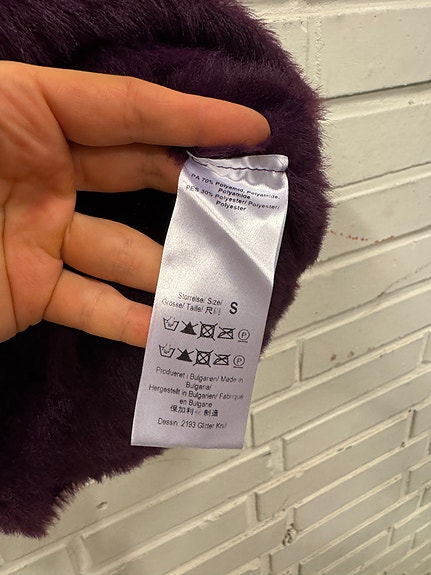 PA 70% Polyamid, Polyamide,
Polyamide
PES 30% Polyester/ Polyester/
Polyester
Størrelse/ Size/
Grösse/ Taille/ S
P
P
Produceret i Bulgarien/ Made in
Bulgaria/
Hergestellt in Bulgarien/ Fabriqué
en Bulgarie
保加利 制造
Dessin: 2193 Glitter Knit